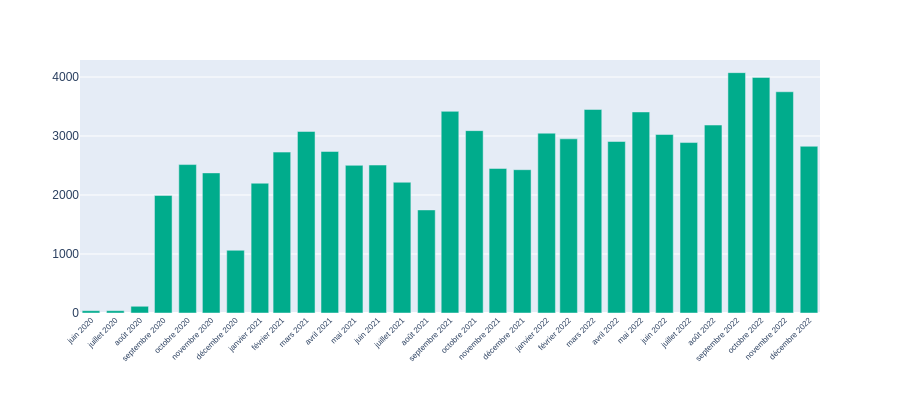 4000
3000
2000
1000
0
juin 2020
juillet 2020
août 2020
septembre 2020
octobre 2020
novembre 2020
décembre 2020
janvier 2021
février 2021
mars 2021
avril 2021
mai 2021
juin 2021
juillet 2021
août 2021
septembre 2021
octobre 2021
novembre 2021
décembre 2021
janvier 2022
février 2022
mars 2022
avril 2022
mai 2022
juin 2022
juillet 2022
août 2022
septembre 2022
octobre 2022
novembre 2022
décembre 2022